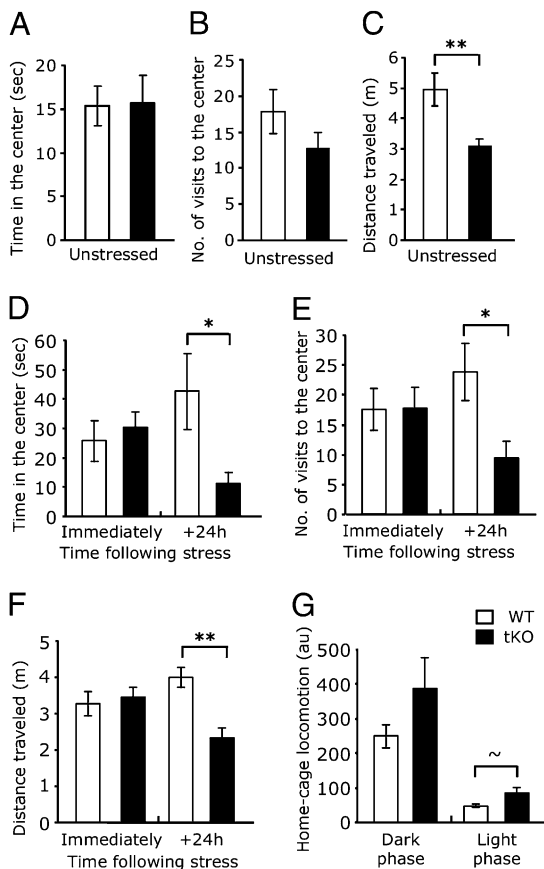 A
Time in the center (sec)
20
15
10
5
0
Unstressed
B
No. of visits to the center
25
20
15
10
5
0
Unstressed
C
Distance traveled (m)
6
5
4
3
2
1
0
**
Unstressed
D
Time in the center (sec)
60
50
40
30
20
10
0
*
Immediately +24h
Time following stress
E
No. of visits to the center
30
25
20
15
10
5
0
*
Immediately +24h
Time following stress
F
Distance traveled (m)
5
4
3
2
1
0
**
Immediately +24h
Time following stress
G
WT
tKO
Home-cage locomotion (au)
500
400
300
200
100
0
~
Dark Light
phase phase